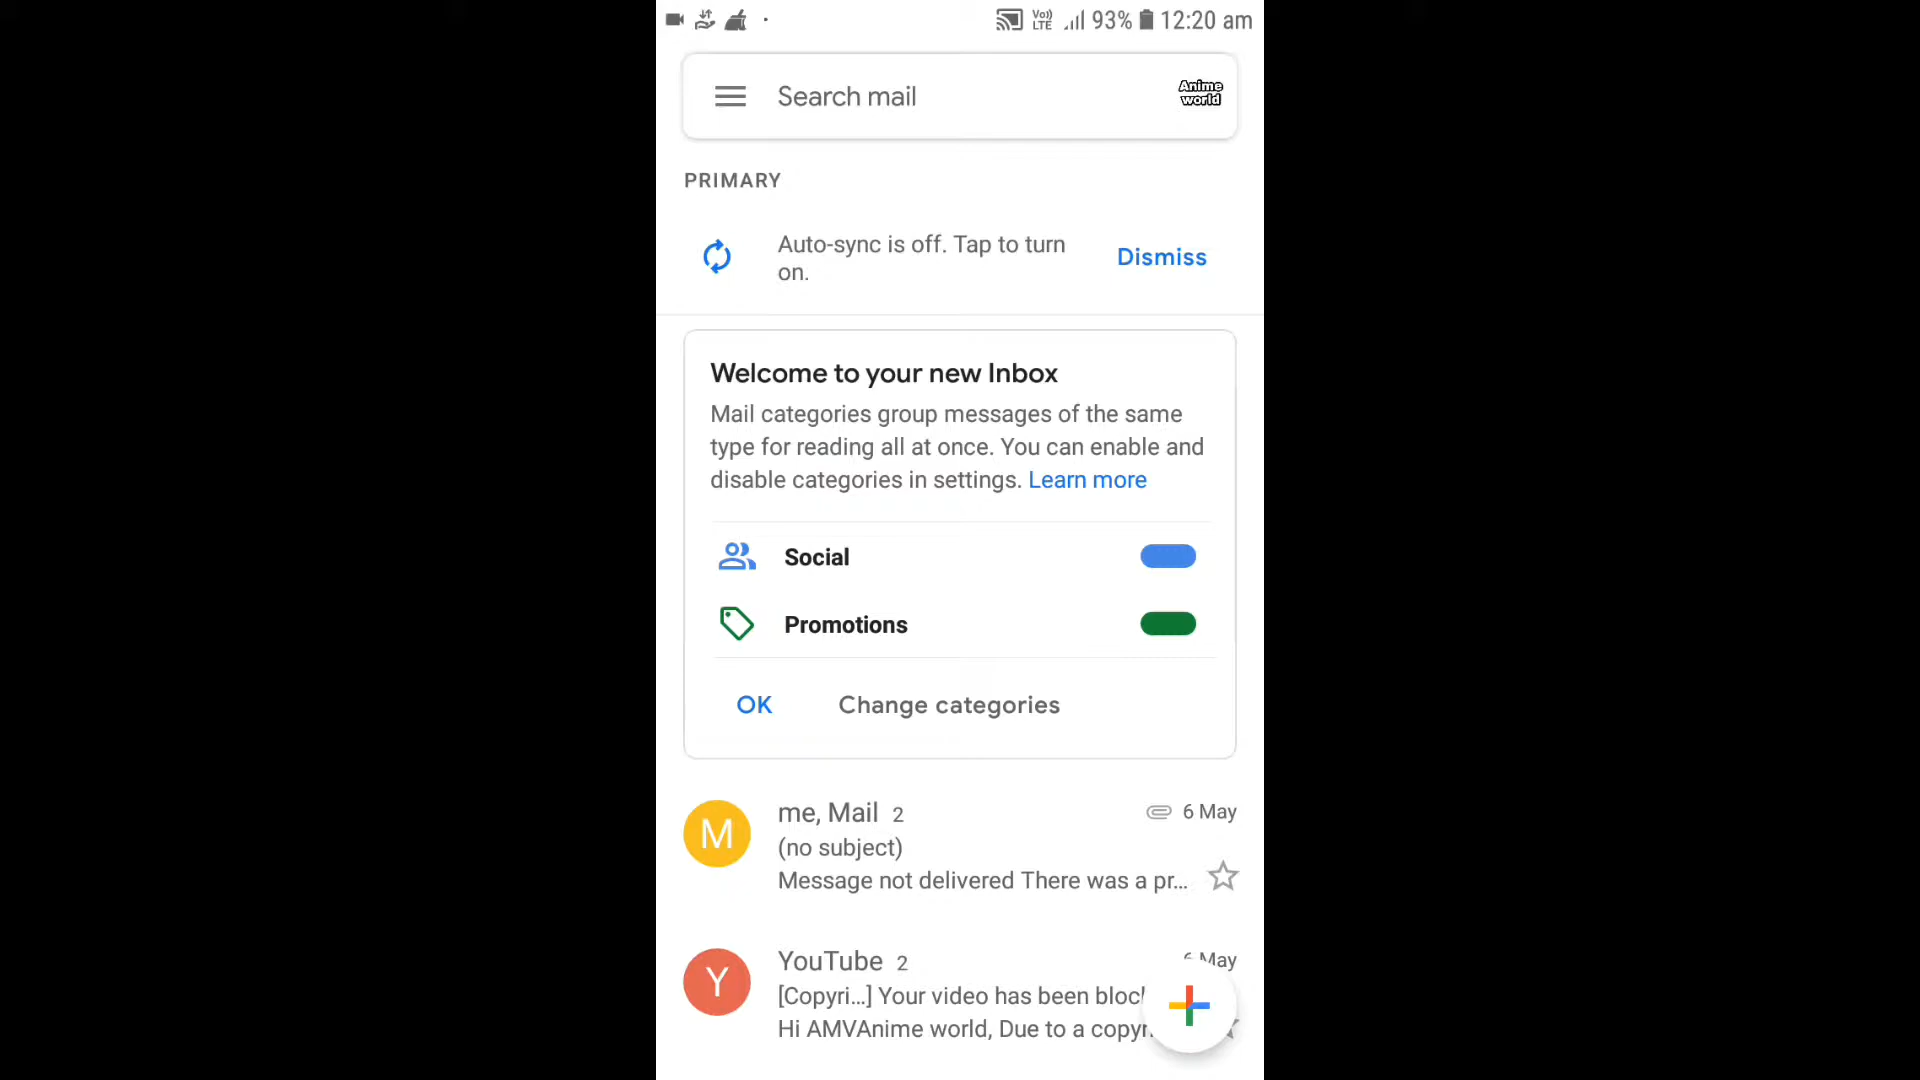 Vo)) LTE 93% 12:20 am
Search mail
Anime
world
PRIMARY
Auto-sync is off. Tap to turn
on.
Dismiss
Welcome to your new Inbox
Mail categories group messages of the same
type for reading all at once. You can enable and
disable categories in settings. Learn more
Social
Promotions
OK
Change categories
M
me, Mail 2
6 May
(no subject)
Message not delivered There was a pr...
Y
YouTube 2
6 May
[Copyri...] Your video has been
Hi AMVAnime world, Due to a